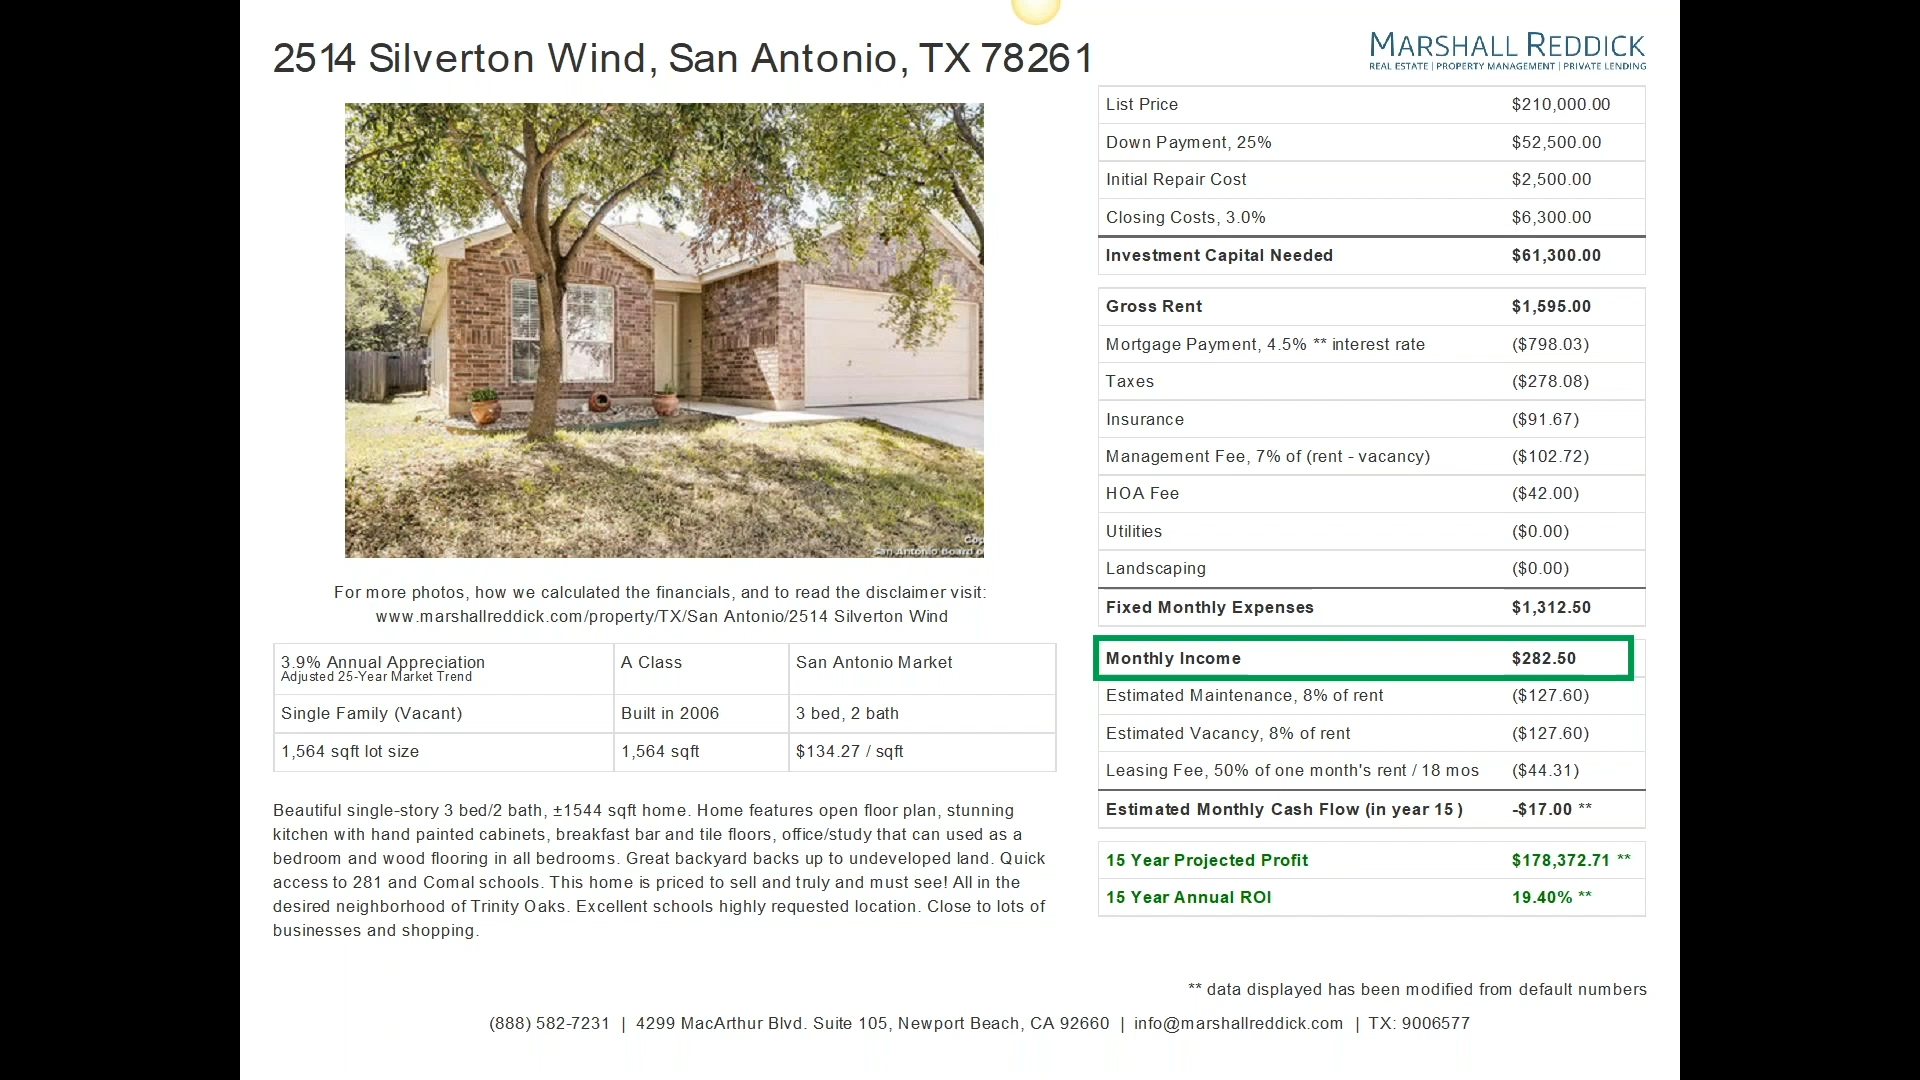 2514 Silverton Wind, San Antonio, TX 78261
MARSHALL REDDICK
REAL ESTATE | PROPERTY MANAGEMENT | PRIVATE LENDING
San Antonio Board o
For more photos, how we calculated the financials, and to read the disclaimer visit:
www.marshallreddick.com/property/TX/San Antonio/2514 Silverton Wind
3.9% Annual Appreciation A Class San Antonio Market
Adjusted 25-Year Market Trend
Single Family (Vacant) Built in 2006 3 bed, 2 bath
1,564 sqft lot size 1,564 sqft $134.27 / sqft
Beautiful single-story 3 bed/2 bath, ±1544 sqft home. Home features open floor plan, stunning
kitchen with hand painted cabinets, breakfast bar and tile floors, office/study that can used as a
bedroom and wood flooring in all bedrooms. Great backyard backs up to undeveloped land. Quick
access to 281 and Comal schools. This home is priced to sell and truly and must see! All in the
desired neighborhood of Trinity Oaks. Excellent schools highly requested location. Close to lots of
businesses and shopping.
List Price $210,000.00
Down Payment, 25% $52,500.00
Initial Repair Cost $2,500.00
Closing Costs, 3.0% $6,300.00
Investment Capital Needed $61,300.00
Gross Rent $1,595.00
Mortgage Payment, 4.5% ** interest rate ($798.03)
Taxes ($278.08)
Insurance ($91.67)
Management Fee, 7% of (rent - vacancy) ($102.72)
HOA Fee ($42.00)
Utilities ($0.00)
Landscaping ($0.00)
Fixed Monthly Expenses $1,312.50
Monthly Income $282.50
Estimated Maintenance, 8% of rent ($127.60)
Estimated Vacancy, 8% of rent ($127.60)
Leasing Fee, 50% of one month's rent / 18 mos ($44.31)
Estimated Monthly Cash Flow (in year 15 ) -$17.00 **
15 Year Projected Profit $178,372.71 **
15 Year Annual ROI 19.40% **
** data displayed has been modified from default numbers
(888) 582-7231 | 4299 MacArthur Blvd. Suite 105, Newport Beach, CA 92660 | info@marshallreddick.com | TX: 9006577